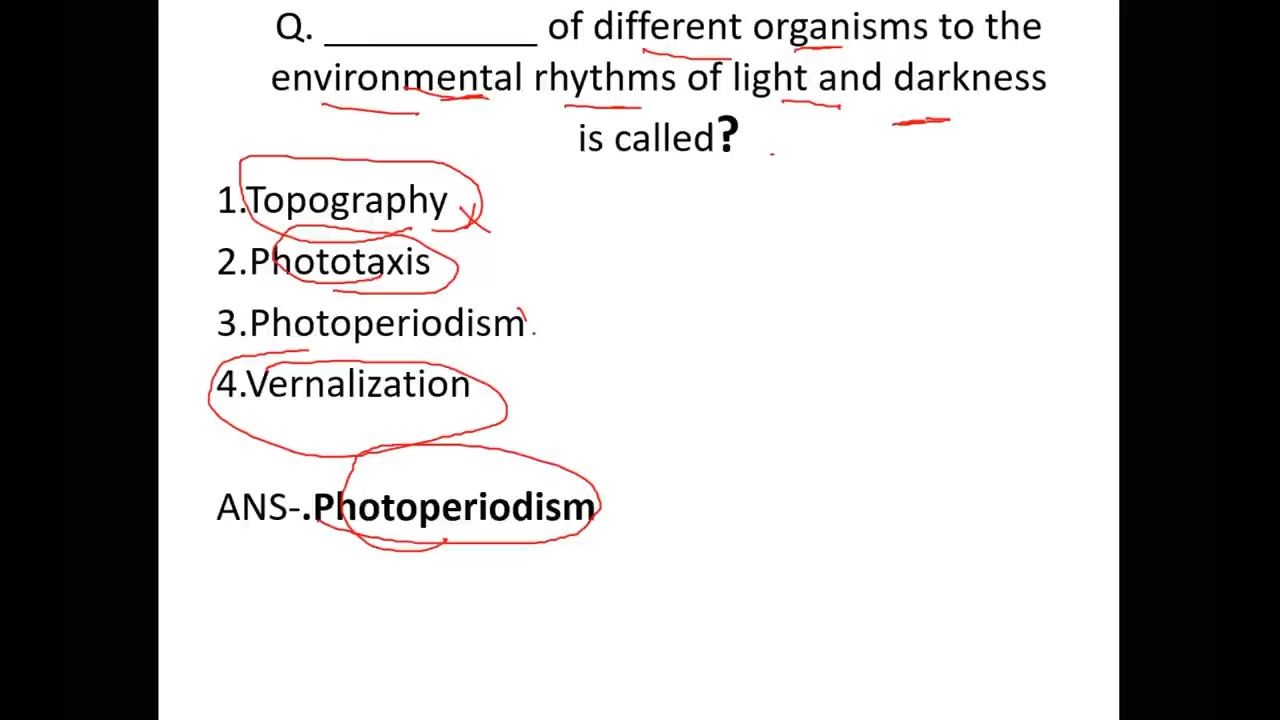 Q. __________ of different organisms to the
environmental rhythms of light and darkness
is called?
1.Topography
2.Phototaxis
3.Photoperiodism
4.Vernalization
ANS-.Photoperiodism